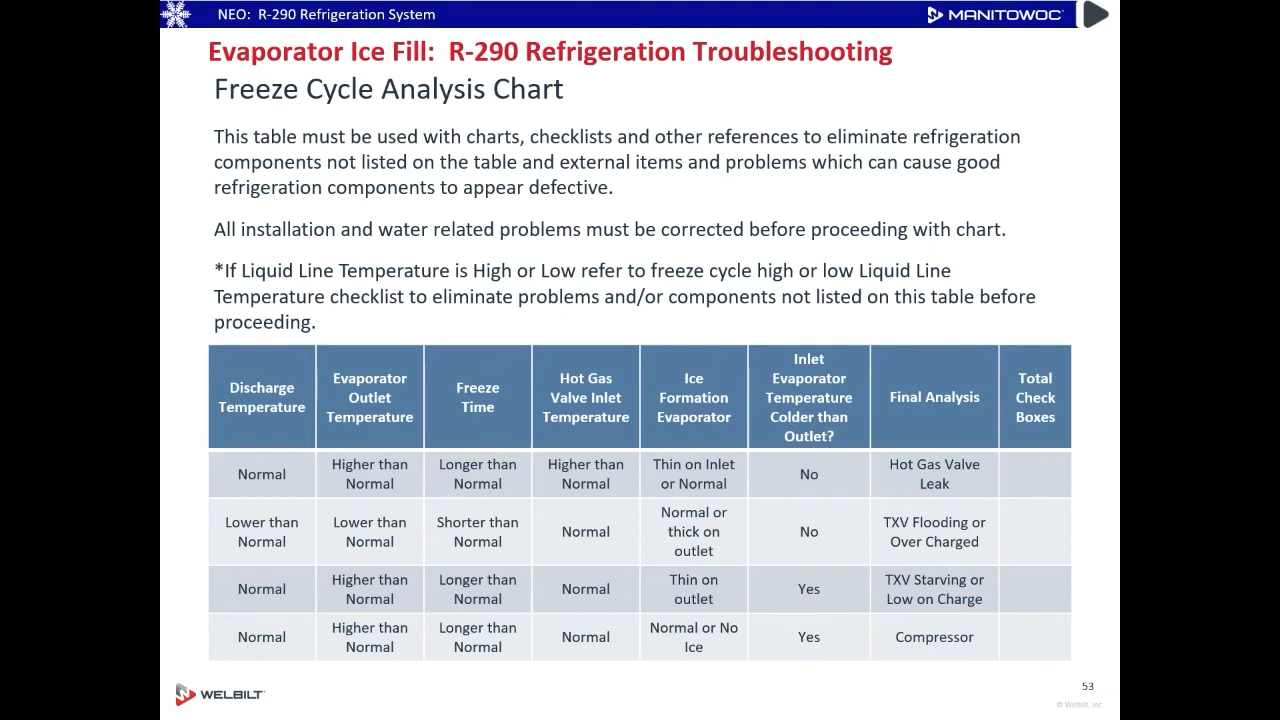 NEO: R-290 Refrigeration System
MANITOWOC
Evaporator Ice Fill: R-290 Refrigeration Troubleshooting
Freeze Cycle Analysis Chart
This table must be used with charts, checklists and other references to eliminate refrigeration
components not listed on the table and external items and problems which can cause good
refrigeration components to appear defective.
All installation and water related problems must be corrected before proceeding with chart.
*If Liquid Line Temperature is High or Low refer to freeze cycle high or low Liquid Line
Temperature checklist to eliminate problems and/or components not listed on this table before
proceeding.
Discharge
Temperature
Evaporator
Outlet
Temperature
Freeze
Time
Hot Gas
Valve Inlet
Temperature
Ice
Formation
Evaporator
Inlet
Evaporator
Temperature
Colder than
Outlet?
Final Analysis
Total
Check
Boxes
Normal
Higher than
Normal
Longer than
Normal
Higher than
Normal
Thin on Inlet
or Normal
No
Hot Gas Valve
Leak
Lower than
Normal
Lower than
Normal
Shorter than
Normal
Normal
Normal or
thick on
outlet
No
TXV Flooding or
Over Charged
Normal
Higher than
Normal
Longer than
Normal
Normal
Thin on
outlet
Yes
TXV Starving or
Low on Charge
Normal
Higher than
Normal
Longer than
Normal
Normal
Normal or No
Ice
Yes
Compressor
WELBILT
53
© Welbilt, Inc.